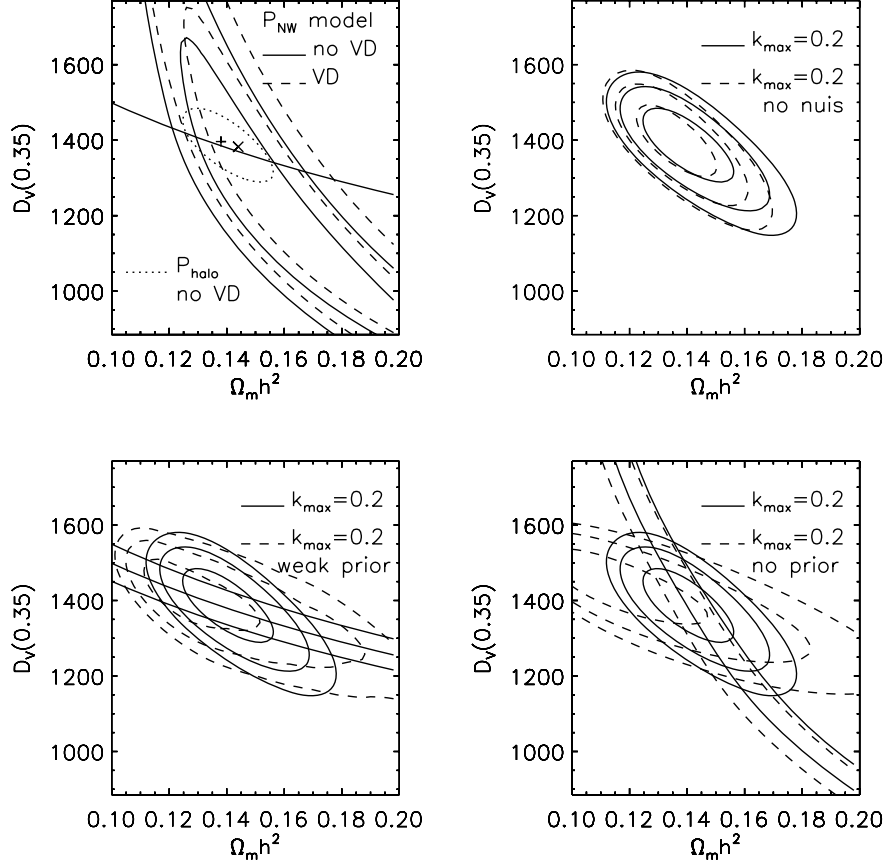 P_NW model
no VD
VD
1600
1400
1200
1000
D_V(0.35)
P_halo
no VD
0.10 0.12 0.14 0.16 0.18 0.20
Ω_m h^2
k_max=0.2
k_max=0.2
no nuis
1600
1400
1200
1000
D_V(0.35)
0.10 0.12 0.14 0.16 0.18 0.20
Ω_m h^2
k_max=0.2
k_max=0.2
weak prior
1600
1400
1200
1000
D_V(0.35)
0.10 0.12 0.14 0.16 0.18 0.20
Ω_m h^2
k_max=0.2
k_max=0.2
no prior
1600
1400
1200
1000
D_V(0.35)
0.10 0.12 0.14 0.16 0.18 0.20
Ω_m h^2